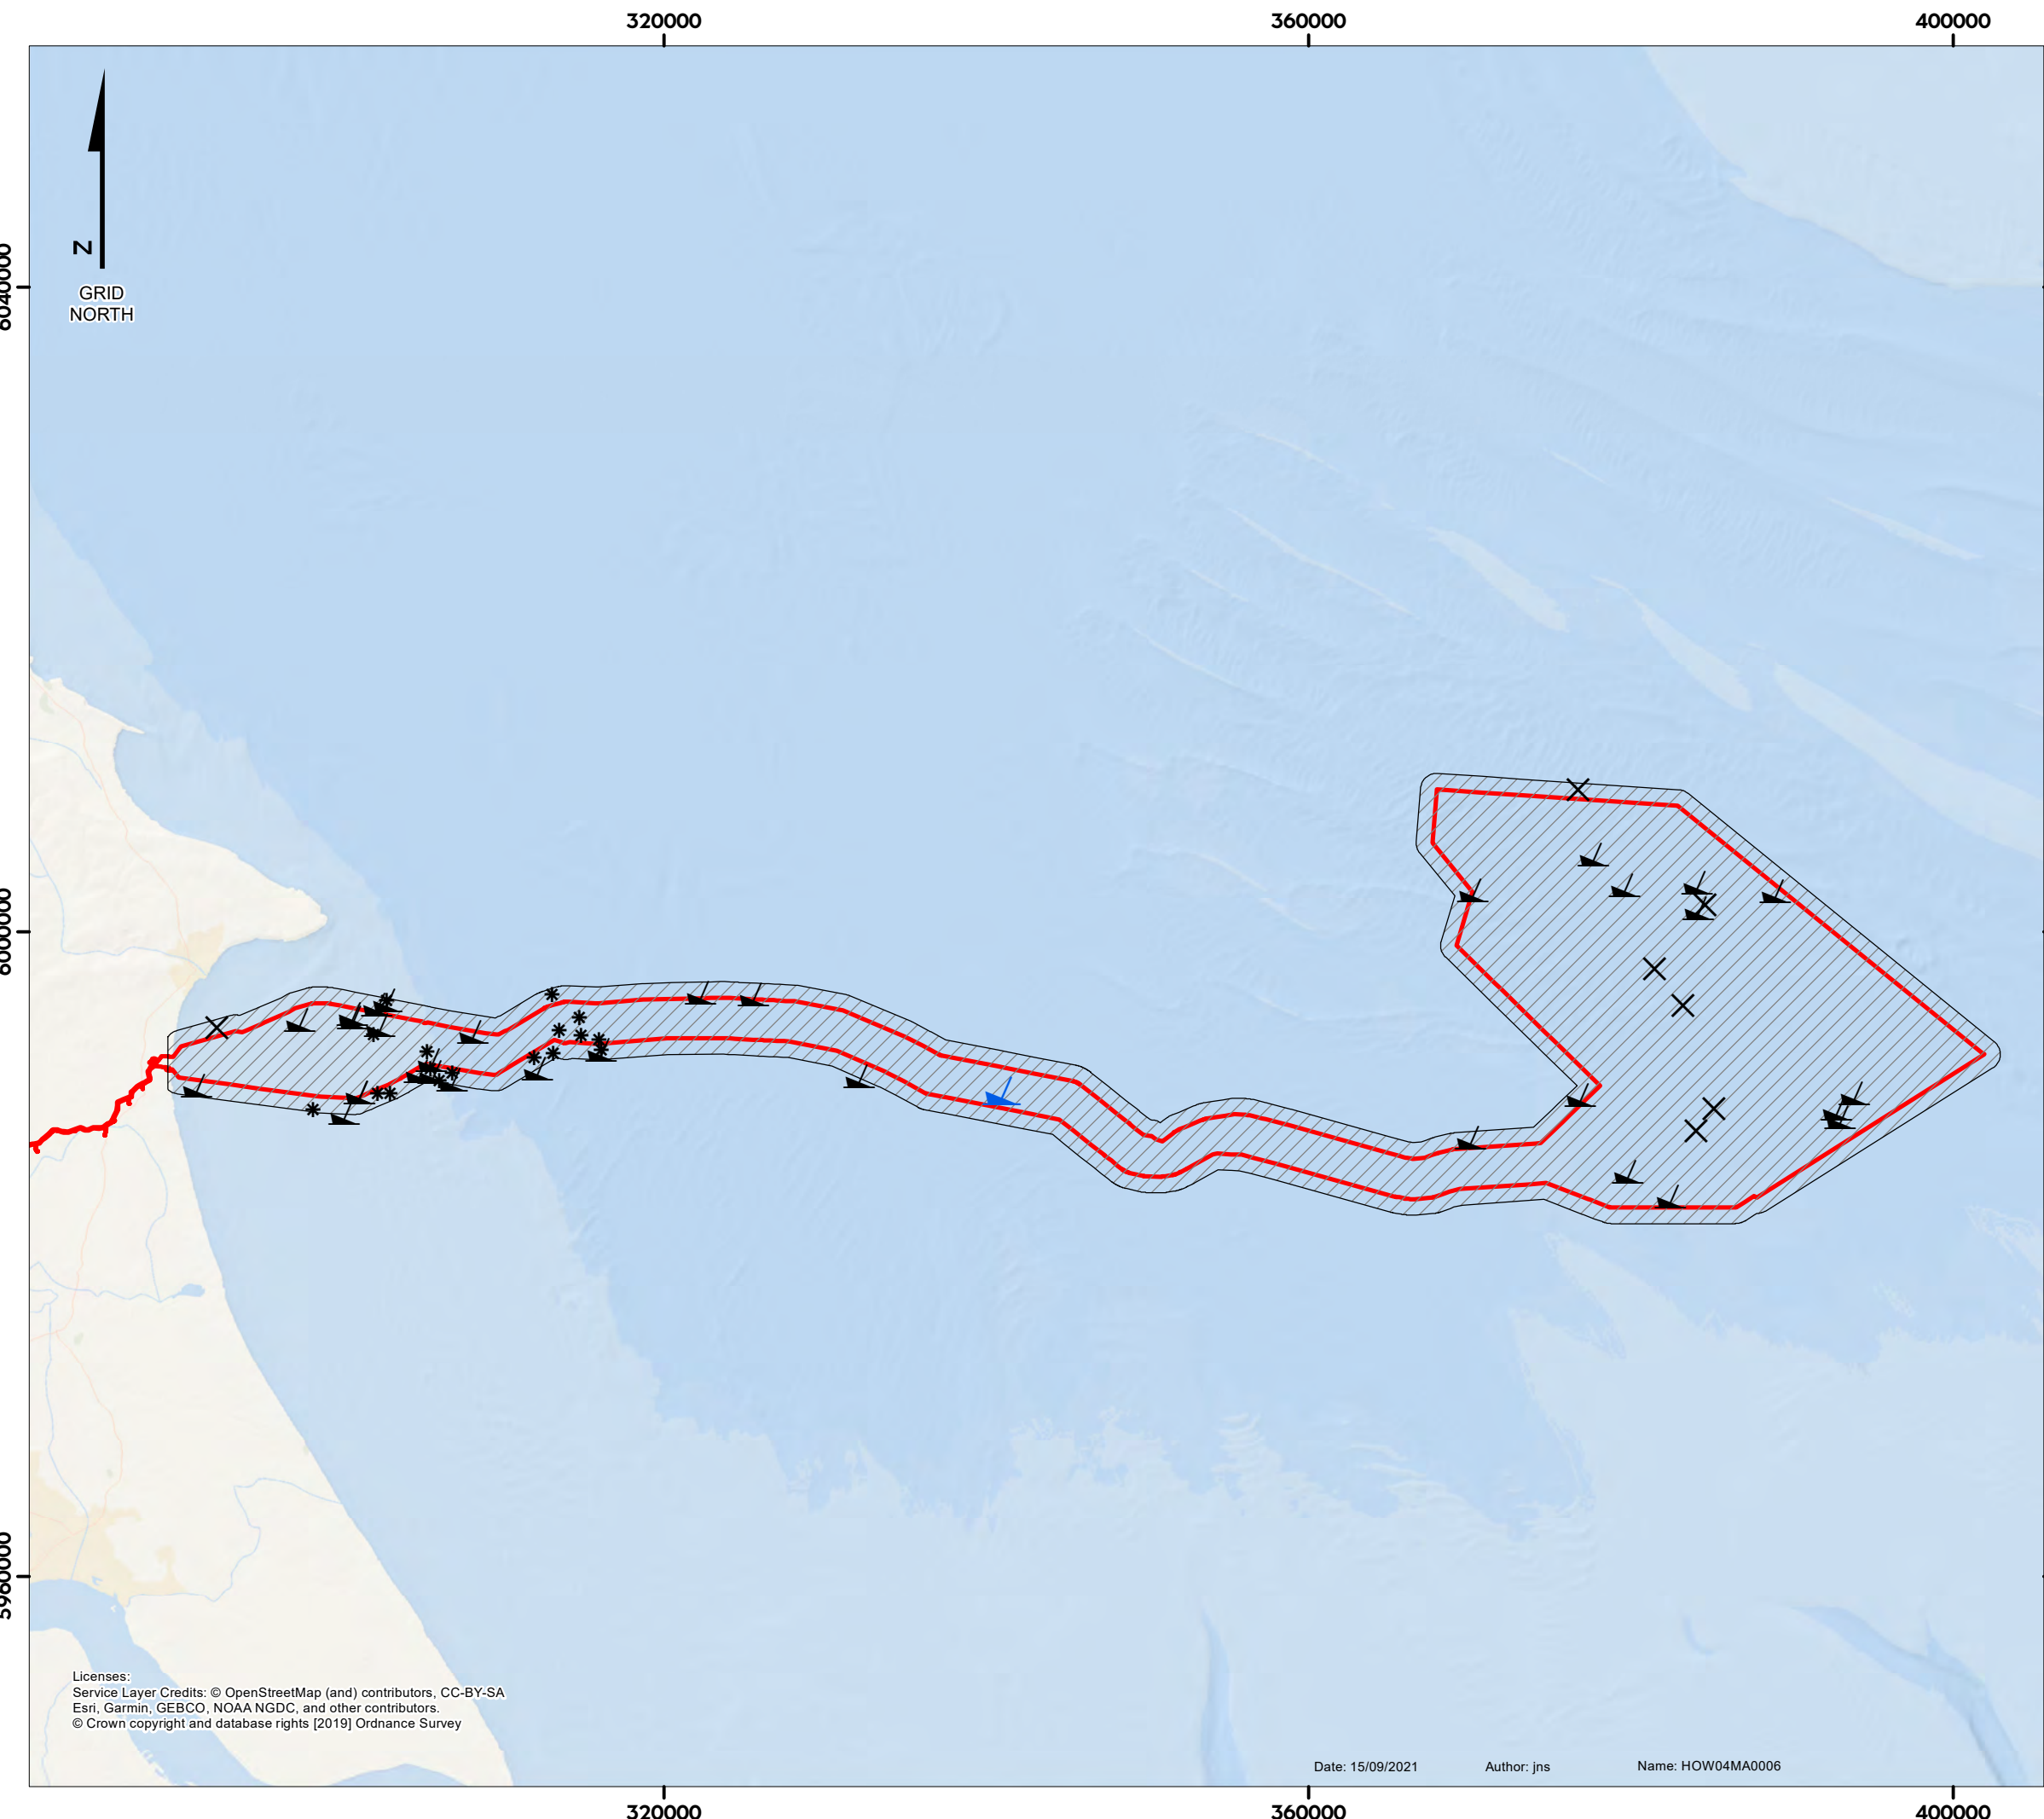 320000 360000 400000
N
GRID
NORTH
6040000
6000000
5960000
Licenses:
Service Layer Credits: © OpenStreetMap (and) contributors, CC-BY-SA
Esri, Garmin, GEBCO, NOAA NGDC, and other contributors.
© Crown copyright and database rights [2019] Ordnance Survey
Date: 15/09/2021 Author: jns Name: HOW04MA0006
320000 360000 400000